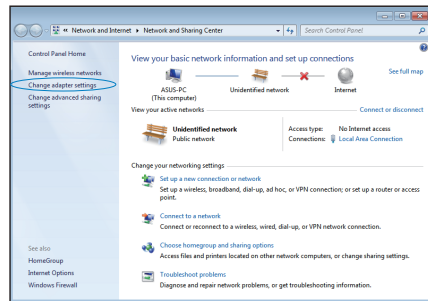 « Network and Internet ▸ Network and Sharing Center
Search Control Panel
Control Panel Home
Manage wireless networks
Change adapter settings
Change advanced sharing
settings
See also
HomeGroup
Internet Options
Windows Firewall
View your basic network information and set up connections
See full map
ASUS-PC
(This computer)
Unidentified network
Internet
View your active networks
Connect or disconnect
Unidentified network
Public network
Access type: No Internet access
Connections: Local Area Connection
Change your networking settings
Set up a new connection or network
Set up a wireless, broadband, dial-up, ad hoc, or VPN connection; or set up a router or access
point.
Connect to a network
Connect or reconnect to a wireless, wired, dial-up, or VPN network connection.
Choose homegroup and sharing options
Access files and printers located on other network computers, or change sharing settings.
Troubleshoot problems
Diagnose and repair network problems, or get troubleshooting information.